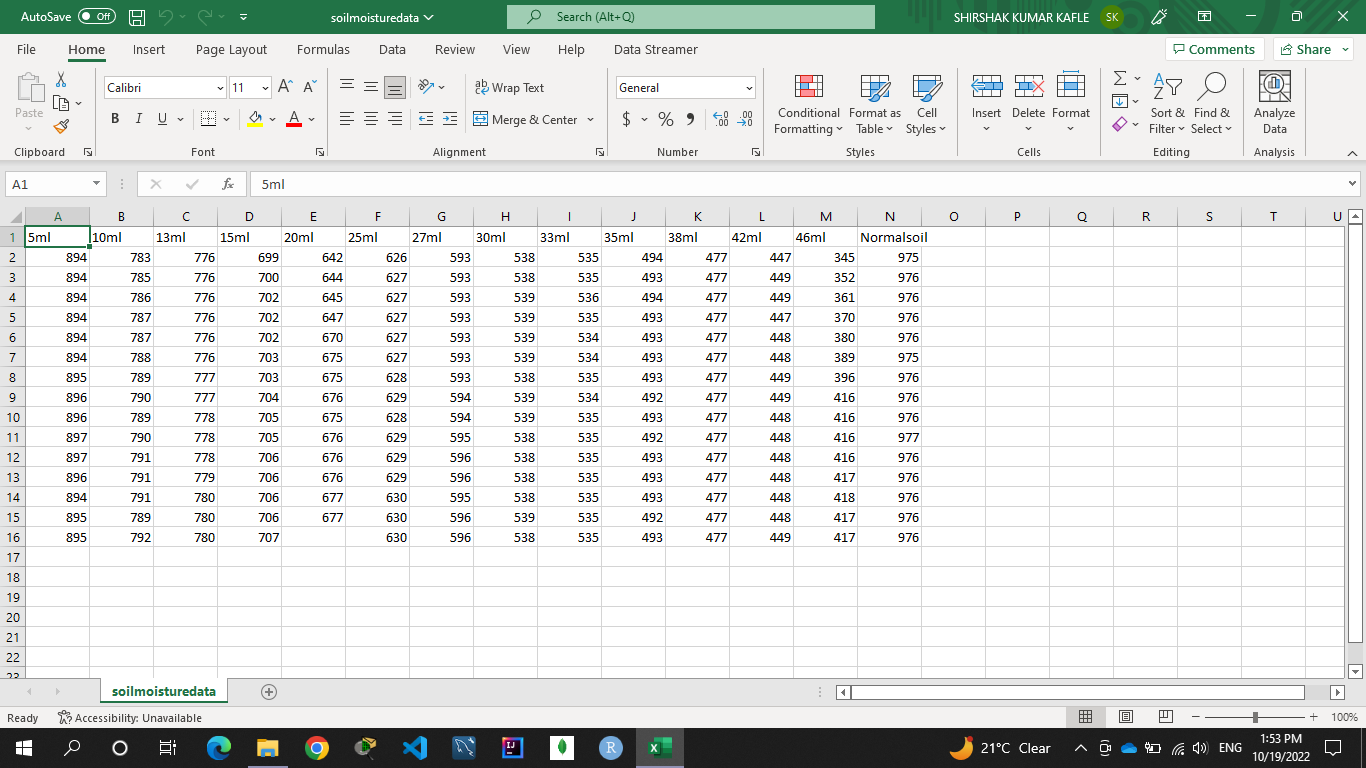 AutoSave Off soilmoisturedata Search (Alt+Q) SHIRSHAK KUMAR KAFLE SK
File Home Insert Page Layout Formulas Data Review View Help Data Streamer Comments Share
Paste Calibri 11 Wrap Text General Conditional Formatting Format as Table Cell Styles Insert Delete Format Sort & Filter Find & Select Analyze Data
B I U A Merge & Center $ %
Clipboard Font Alignment Number Styles Cells Editing Analysis
A1 fx 5ml
A B C D E F G H I J K L M N O P Q R S T U
1 5ml 10ml 13ml 15ml 20ml 25ml 27ml 30ml 33ml 35ml 38ml 42ml 46ml Normalsoil
2 894 783 776 699 642 626 593 538 535 494 477 447 345 975
3 894 785 776 700 644 627 593 538 535 493 477 449 352 976
4 894 786 776 702 645 627 593 539 536 494 477 449 361 976
5 894 787 776 702 647 627 593 539 535 493 477 447 370 976
6 894 787 776 702 670 627 593 539 534 493 477 448 380 976
7 894 788 776 703 675 627 593 539 534 493 477 448 389 975
8 895 789 777 703 675 628 593 538 535 493 477 449 396 976
9 896 790 777 704 676 629 594 539 534 492 477 449 416 976
10 896 789 778 705 675 628 594 539 535 493 477 448 416 976
11 897 790 778 705 676 629 595 538 535 492 477 448 416 977
12 897 791 778 706 676 629 596 538 535 493 477 448 416 976
13 896 791 779 706 676 629 596 538 535 493 477 448 417 976
14 894 791 780 706 677 630 595 538 535 493 477 448 418 976
15 895 789 780 706 677 630 596 539 535 492 477 448 417 976
16 895 792 780 707 630 596 538 535 493 477 449 417 976
17
18
19
20
21
22
23
soilmoisturedata
Ready Accessibility: Unavailable 100%
21°C Clear ENG 1:53 PM
10/19/2022